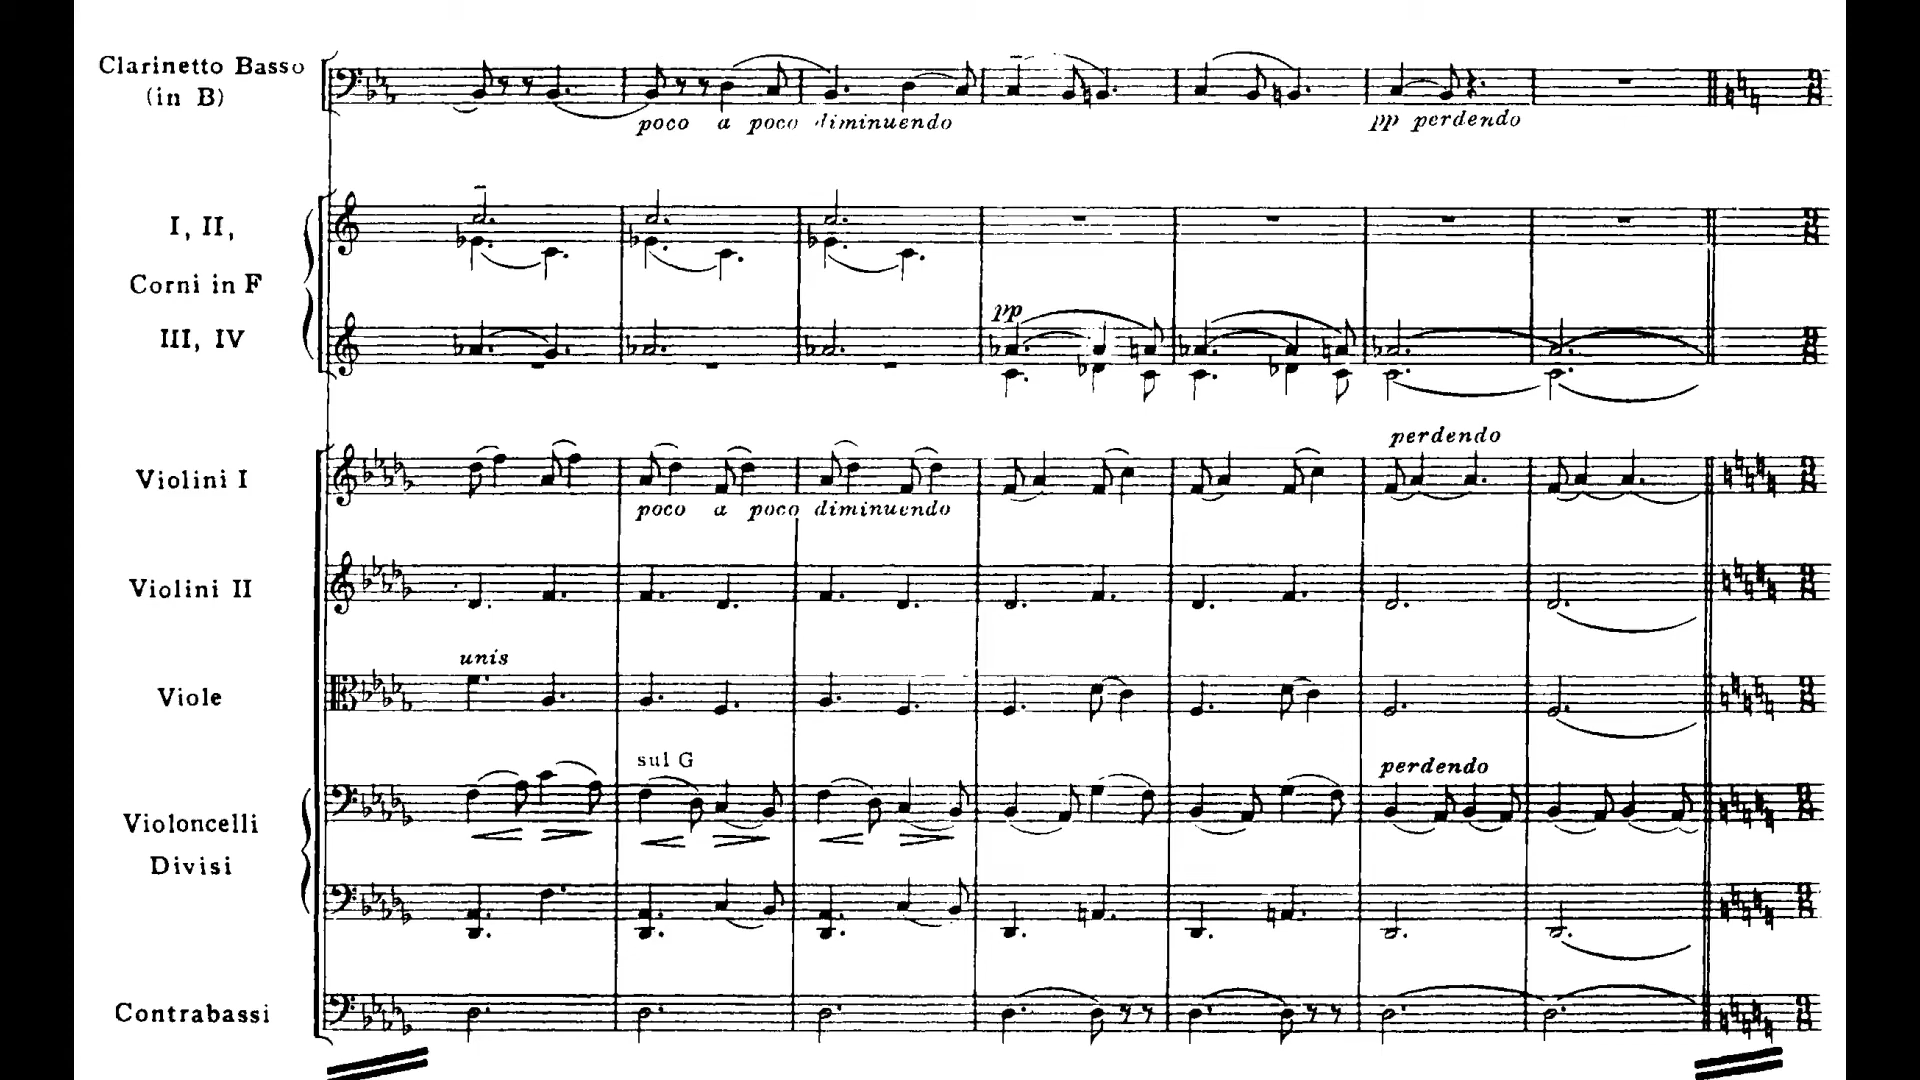 Clarinetto Basso
(in B)
poco a poco diminuendo
pp perdendo
I, II,
Corni in F
III, IV
pp
perdendo
Violini I
poco a poco diminuendo
Violini II
unis
Viole
sul G
perdendo
Violoncelli
Divisi
Contrabassi